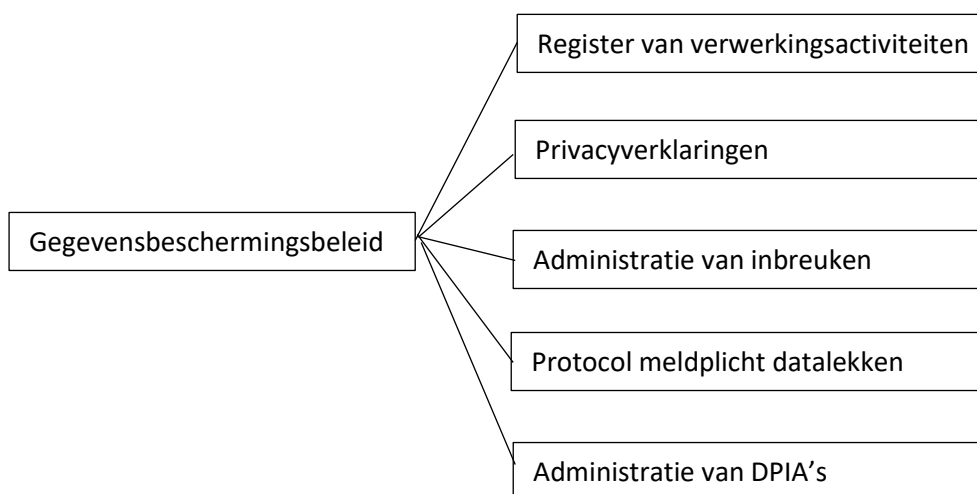 Register van verwerkingsactiviteiten
Privacyverklaringen
Gegevensbeschermingsbeleid
Administratie van inbreuken
Protocol meldplicht datalekken
Administratie van DPIA’s